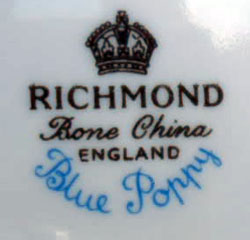 RICHMOND
Bone China
ENGLAND
Blue Poppy